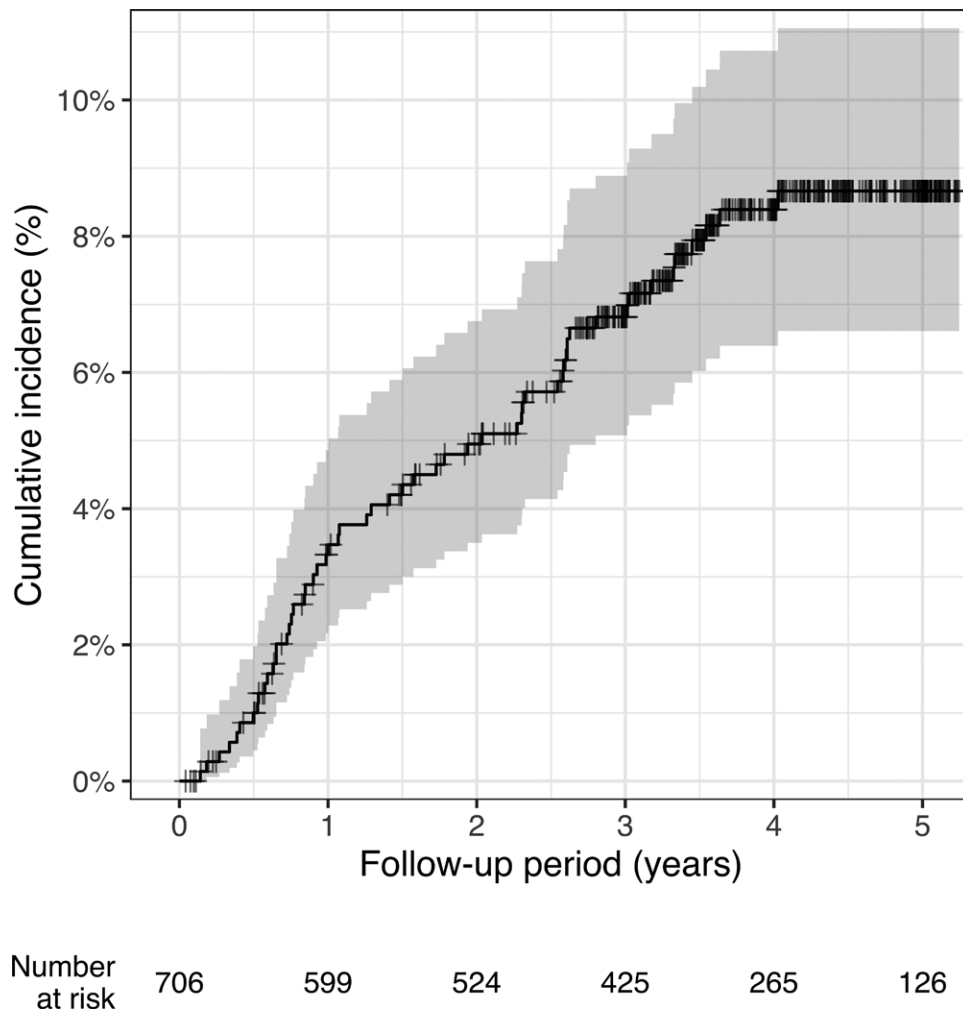 10%
8%
6%
4%
2%
0%
Cumulative incidence (%)
0 1 2 3 4 5
Follow-up period (years)
Number
at risk 706 599 524 425 265 126